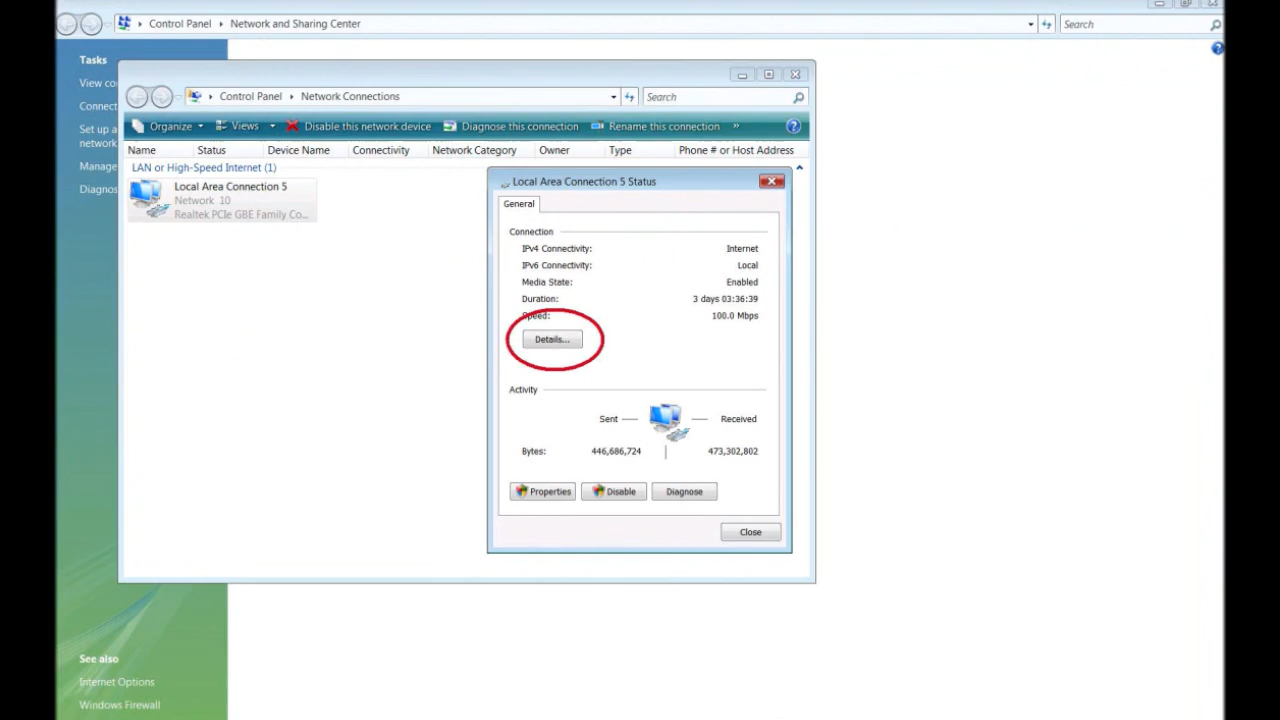 Control Panel Network and Sharing Center
Search
Tasks
View co
Connect
Set up a
network
Manage
Diagnos
Control Panel Network Connections
Search
Organize Views Disable this network device Diagnose this connection Rename this connection »
Name Status Device Name Connectivity Network Category Owner Type Phone # or Host Address
LAN or High-Speed Internet (1)
Local Area Connection 5
Network 10
Realtek PCIe GBE Family Co...
Local Area Connection 5 Status
General
Connection
IPv4 Connectivity: Internet
IPv6 Connectivity: Local
Media State: Enabled
Duration: 3 days 03:36:39
Speed: 100.0 Mbps
Details...
Activity
Sent Received
Bytes: 446,686,724 473,302,802
Properties Disable Diagnose
Close
See also
Internet Options
Windows Firewall